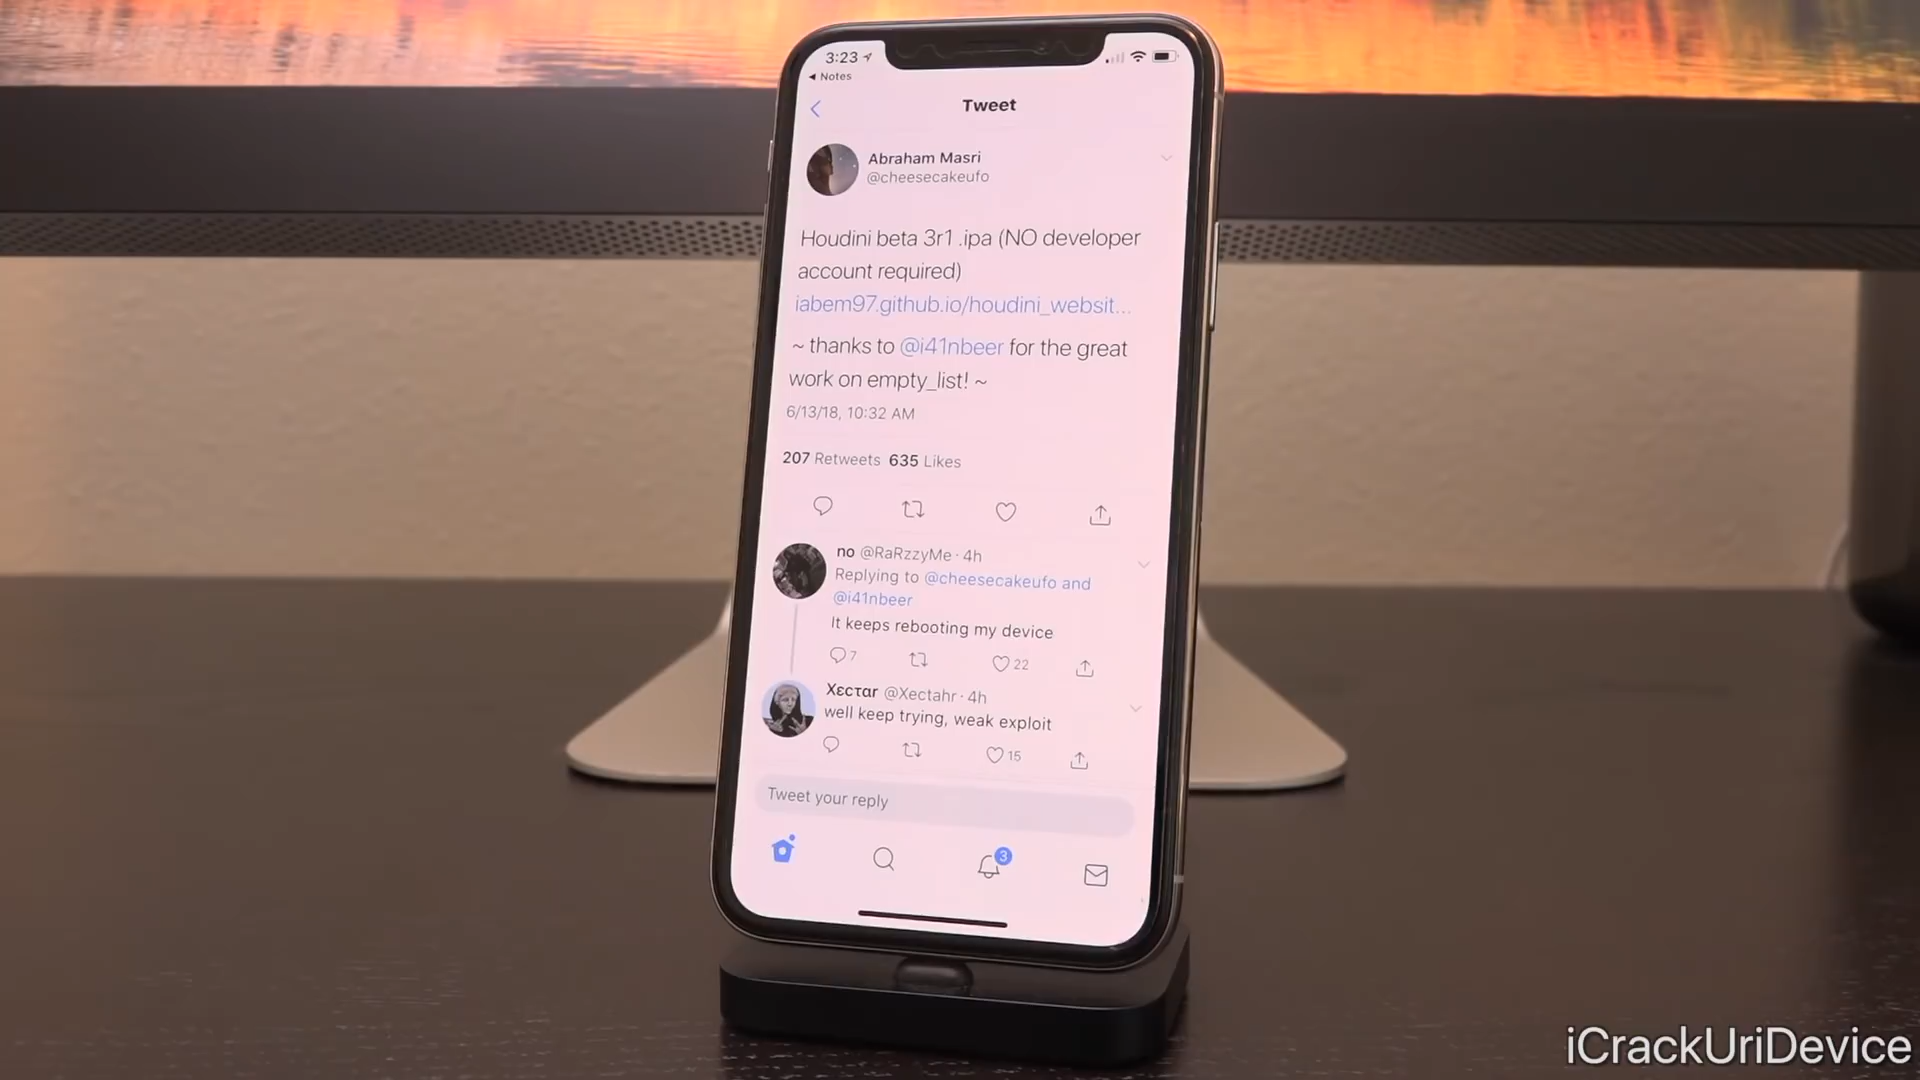 3:23
Notes
Tweet
Abraham Masri
@cheesecakeufo
Houdini beta 3r1 .ipa (NO developer
account required)
iabem97.github.io/houdini_websit...
~ thanks to @i41nbeer for the great
work on empty_list! ~
6/13/18, 10:32 AM
207 Retweets 635 Likes
no @RaRzzyMe · 4h
Replying to @cheesecakeufo and
@i41nbeer
It keeps rebooting my device
7 22
Χεcταr @Xectahr · 4h
well keep trying, weak exploit
15
Tweet your reply
3
iCrackUriDevice